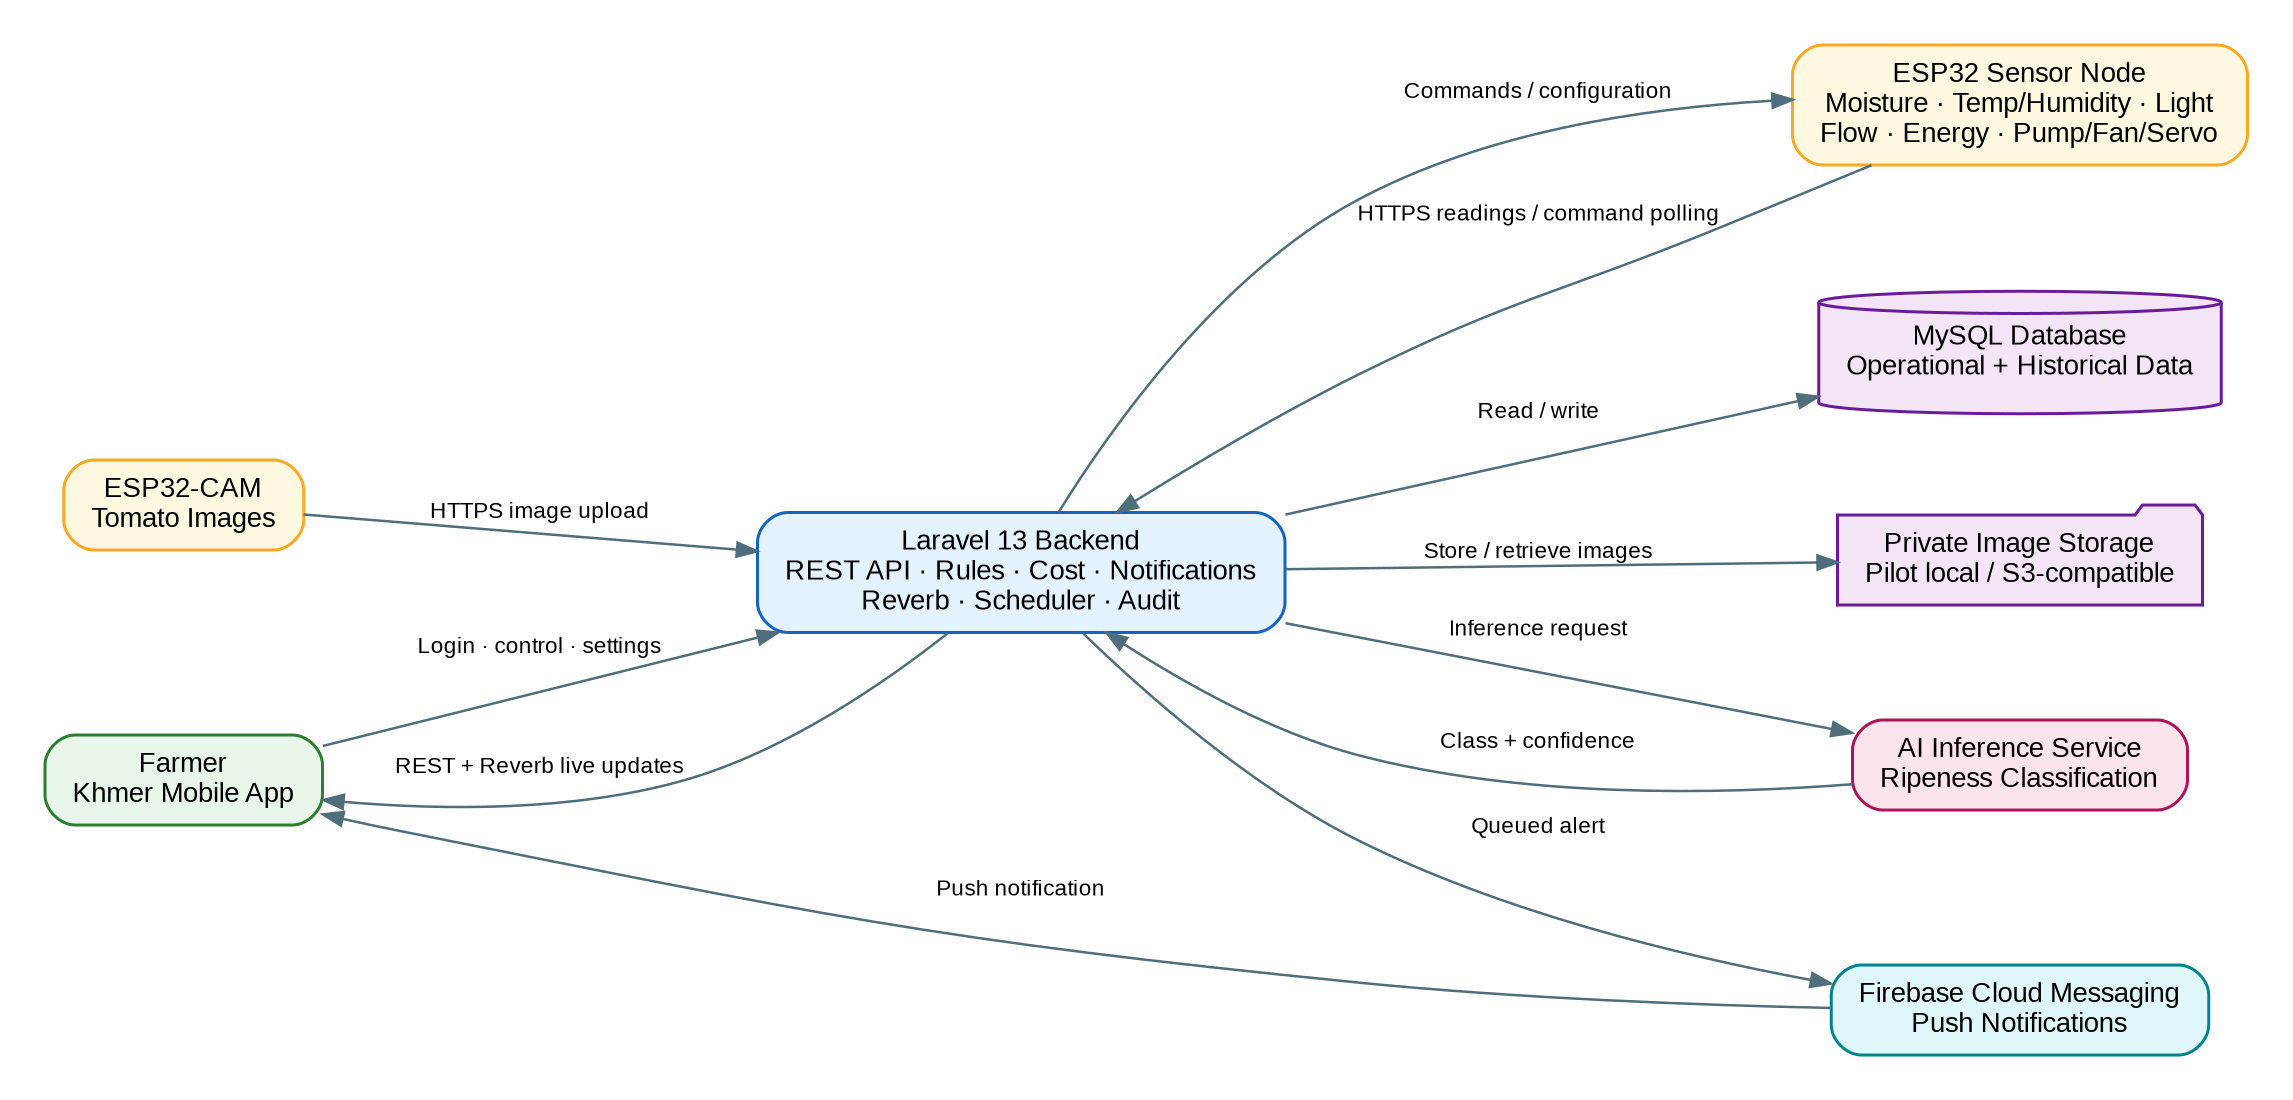 Commands / configuration
ESP32 Sensor Node
Moisture · Temp/Humidity · Light
Flow · Energy · Pump/Fan/Servo
HTTPS readings / command polling
MySQL Database
Operational + Historical Data
Read / write
ESP32-CAM
Tomato Images
HTTPS image upload
Laravel 13 Backend
REST API · Rules · Cost · Notifications
Reverb · Scheduler · Audit
Store / retrieve images
Private Image Storage
Pilot local / S3-compatible
Login · control · settings
Inference request
Farmer
Khmer Mobile App
REST + Reverb live updates
Class + confidence
AI Inference Service
Ripeness Classification
Queued alert
Push notification
Firebase Cloud Messaging
Push Notifications